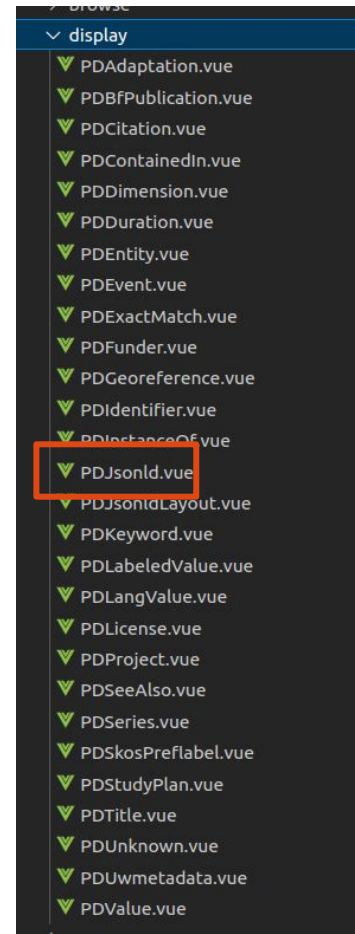 Browse
display
PDAdaptation.vue
PDBfPublication.vue
PDCitation.vue
PDContainedIn.vue
PDDimension.vue
PDDuration.vue
PDEntity.vue
PDEvent.vue
PDExactMatch.vue
PDFunder.vue
PDGeoreference.vue
PDIdentifier.vue
PDInstanceOf.vue
PDJsonld.vue
PDJsonldLayout.vue
PDKeyword.vue
PDLabeledValue.vue
PDLangValue.vue
PDLicense.vue
PDProject.vue
PDSeeAlso.vue
PDSeries.vue
PDSkosPreflabel.vue
PDStudyPlan.vue
PDTitle.vue
PDUnknown.vue
PDUwmetadata.vue
PDValue.vue